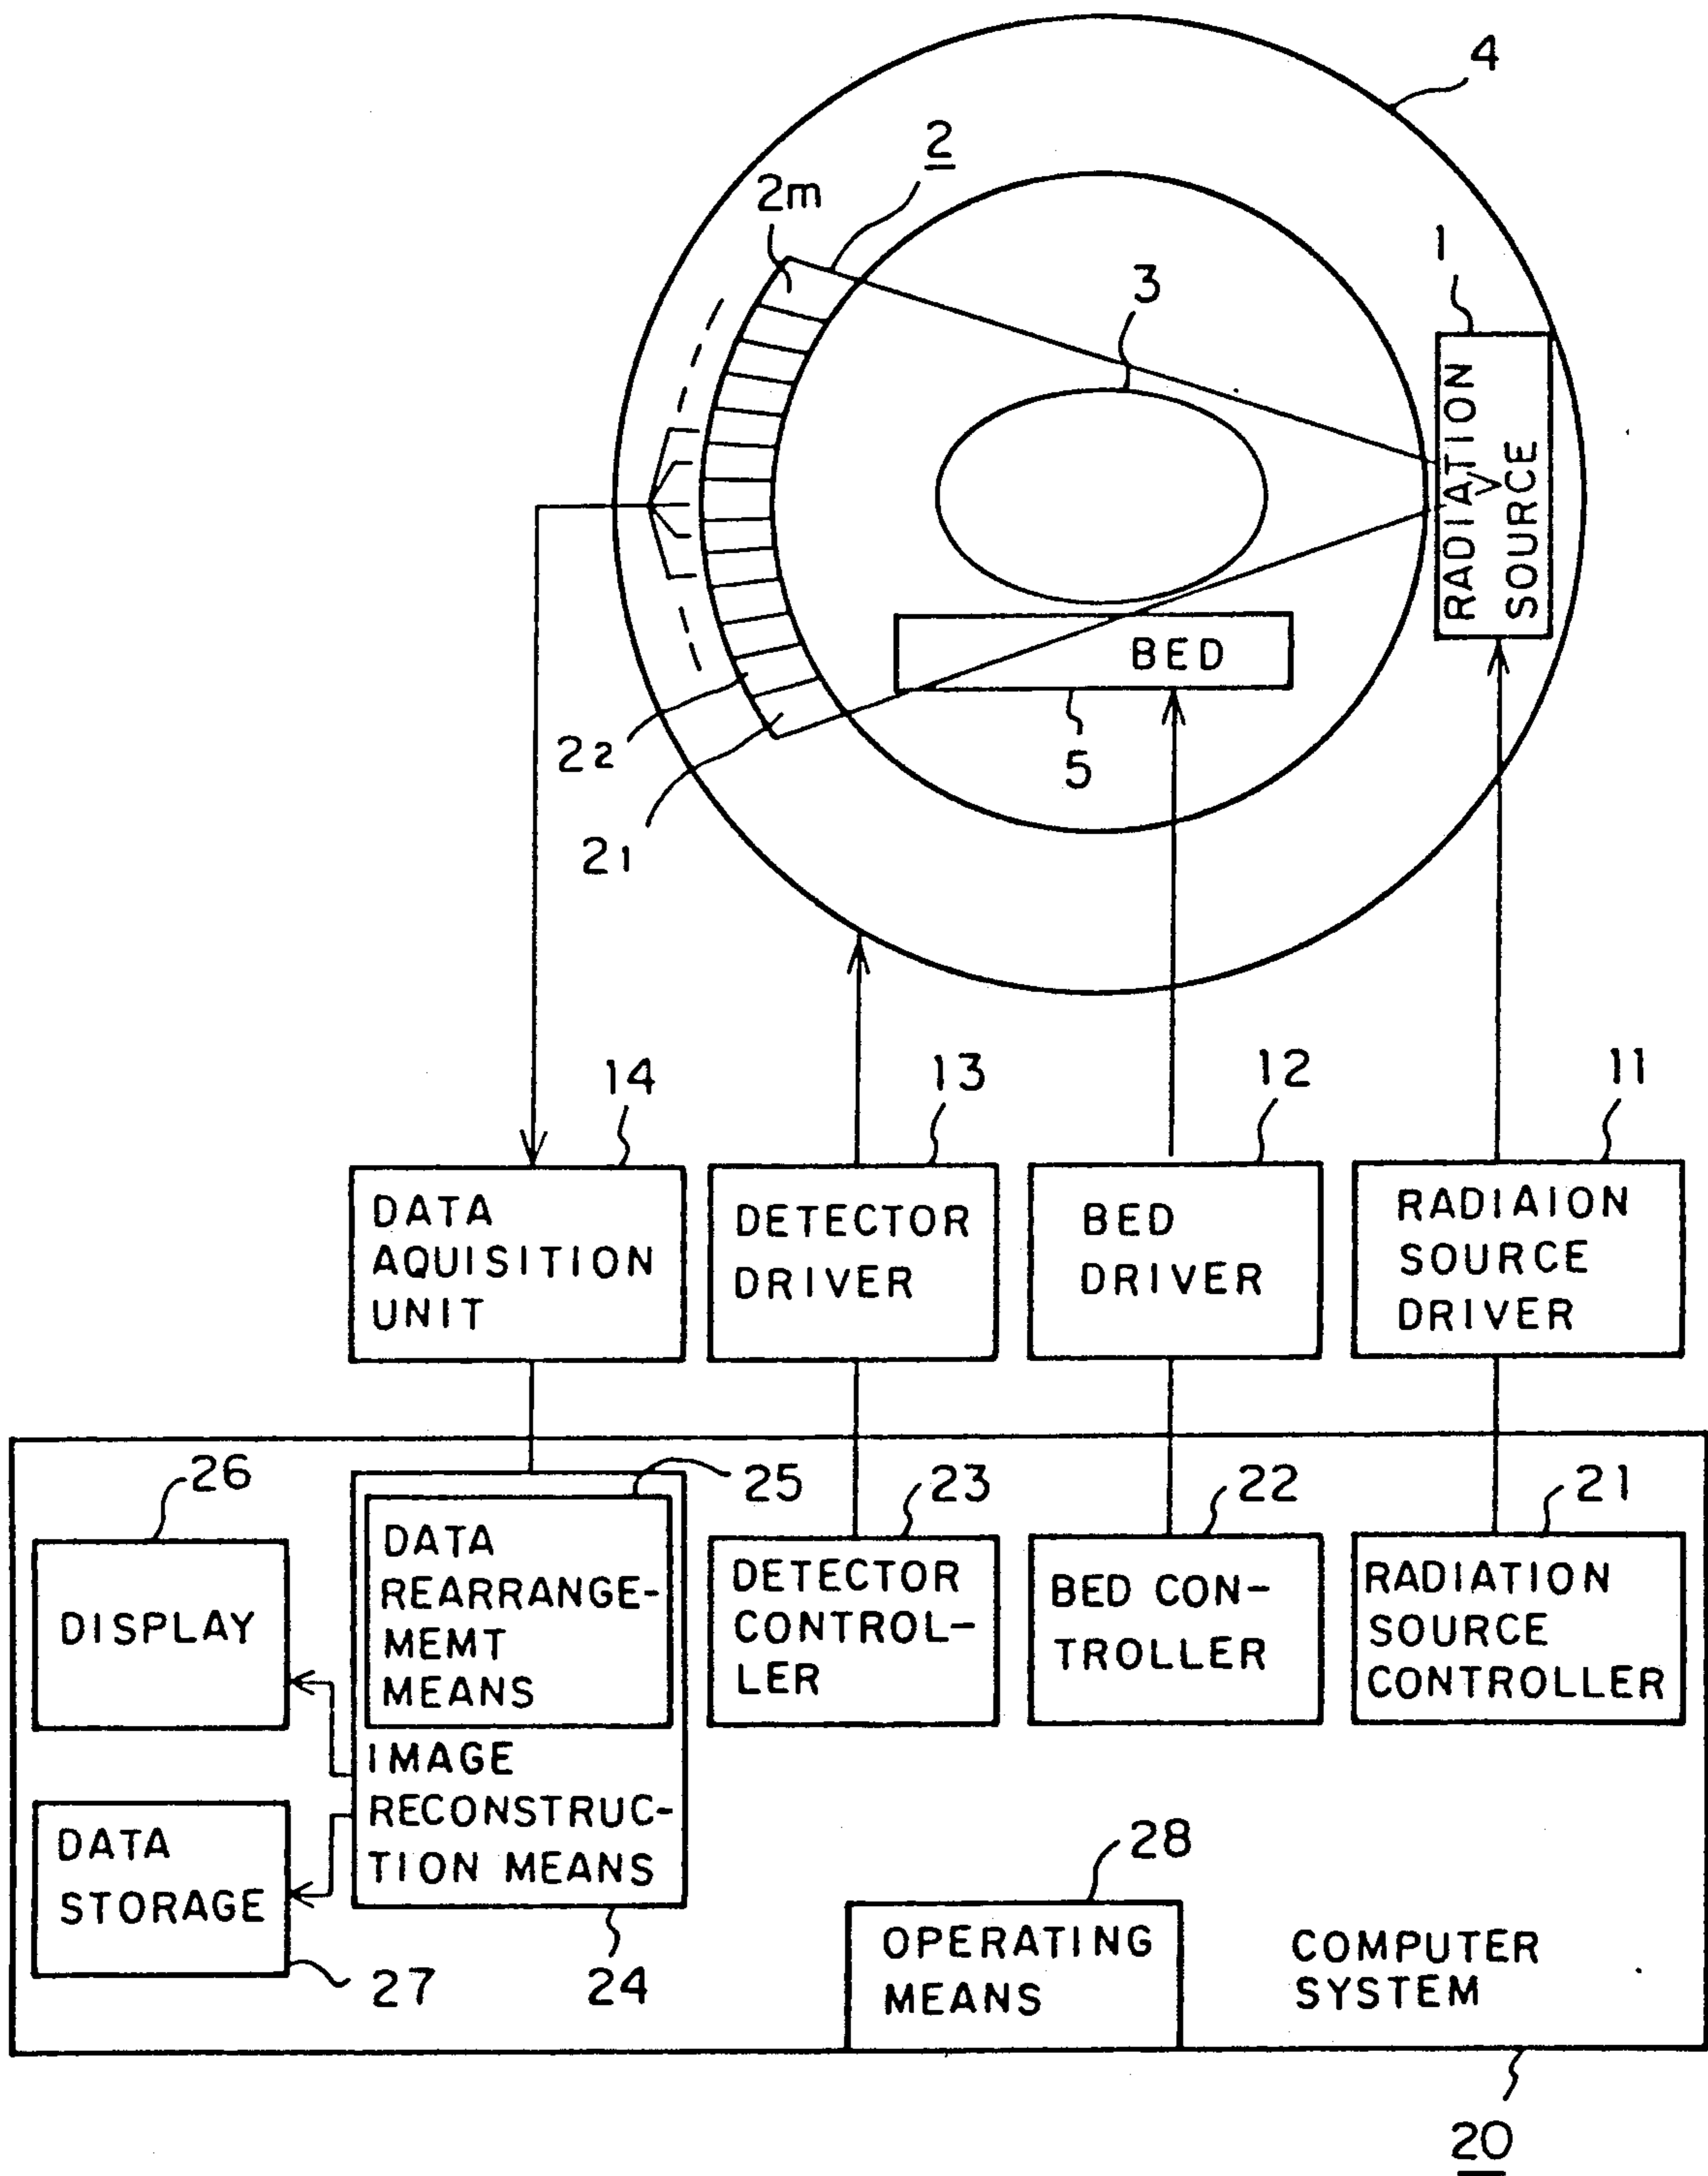 4
2
2m
1
3
RADIATION
SOURCE
BED
22
5
21
14
13
12
11
DATA
AQUISITION
UNIT
DETECTOR
DRIVER
BED
DRIVER
RADIAION
SOURCE
DRIVER
26
25
23
22
21
DISPLAY
DATA
REARRANGE-
MEMT
MEANS
DETECTOR
CONTROL-
LER
BED CON-
TROLLER
RADIATION
SOURCE
CONTROLLER
IMAGE
RECONSTRUC-
TION MEANS
DATA
STORAGE
27
24
28
OPERATING
MEANS
COMPUTER
SYSTEM
20